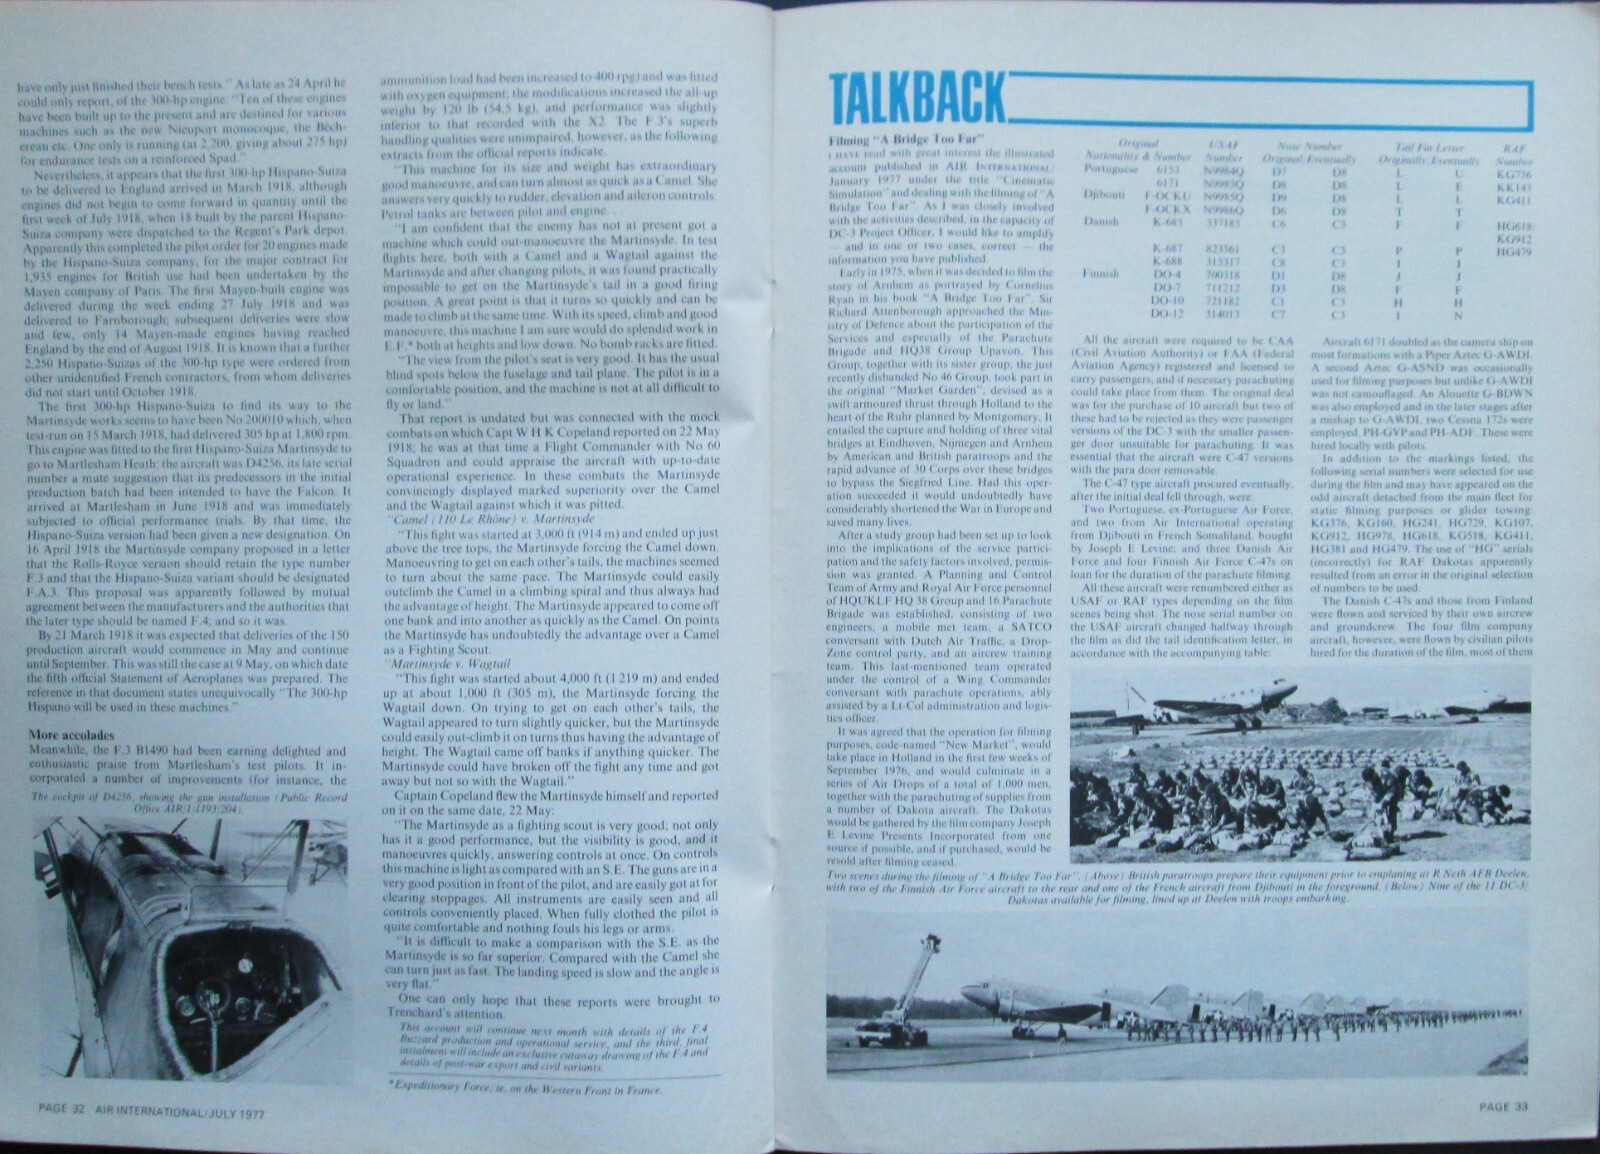 have only just finished their bench tests." As late as 24 April he
could only report, of the 300-hp engine: "Ten of these engines
have been built up to the present and are destined for various
machines such as the new Nieuport monocoque, the Bech-
ereau etc. One only is running (at 2,200, giving about 275 hp)
for endurance tests on a reinforced Spad."
Nevertheless, it appears that the first 300-hp Hispano-Suiza
to be delivered to England arrived in March 1918, although
engines did not begin to come forward in quantity until the
first week of July 1918, when 18 built by the parent Hispano-
Suiza company were dispatched to the Regent's Park depot.
Apparently this completed the pilot order for 20 engines made
by the Hispano-Suiza company, for the major contract for
1,935 engines for British use had been undertaken by the
Mayen company of Paris. The first Mayen-built engine was
delivered during the week ending 27 July 1918 and was
delivered to Farnborough; subsequent deliveries were slow
and few, only 14 Mayen-made engines having reached
England by the end of August 1918. It is known that a further
2,250 Hispano-Suizas of the 300-hp type were ordered from
other unidentified French contractors, from whom deliveries
did not start until October 1918.
The first 300-hp Hispano-Suiza to find its way to the
Martinsyde works seems to have been No 200010 which, when
test-run on 15 March 1918, had delivered 305 hp at 1,800 rpm.
This engine was fitted to the first Hispano-Suiza Martinsyde to
go to Martlesham Heath; the aircraft was D4256, its late serial
number a mute suggestion that its predecessors in the initial
production batch had been intended to have the Falcon. It
arrived at Martlesham in June 1918 and was immediately
subjected to official performance trials. By that time, the
Hispano-Suiza version had been given a new designation. On
16 April 1918 the Martinsyde company proposed in a letter
that the Rolls-Royce version should retain the type number
F.3 and that the Hispano-Suiza variant should be designated
F.A.3. This proposal was apparently followed by mutual
agreement between the manufacturers and the authorities that
the later type should be named F.4; and so it was.
By 21 March 1918 it was expected that deliveries of the 150
production aircraft would commence in May and continue
until September. This was still the case at 9 May, on which date
the fifth official Statement of Aeroplanes was prepared. The
reference in that document states unequivocally "The 300-hp
Hispano will be used in these machines."
More accolades
Meanwhile, the F.3 B1490 had been earning delighted and
enthusiastic praise from Martlesham's test pilots. It in-
corporated a number of improvements (for instance, the
The cockpit of D4256, showing the gun installation (Public Record
Office AIR/1/1193/204).
PAGE 32 AIR INTERNATIONAL/JULY 1977
ammunition load had been increased to 400 rpg) and was fitted
with oxygen equipment; the modifications increased the all-up
weight by 120 lb (54.5 kg), and performance was slightly
inferior to that recorded with the X2. The F.3's superb
handling qualities were unimpaired, however, as the following
extracts from the official reports indicate.
"This machine for its size and weight has extraordinary
good manoeuvre, and can turn almost as quick as a Camel. She
answers very quickly to rudder, elevation and aileron controls.
Petrol tanks are between pilot and engine. . .
"I am confident that the enemy has not at present got a
machine which could out-manoeuvre the Martinsyde. In test
flights here, both with a Camel and a Wagtail against the
Martinsyde and after changing pilots, it was found practically
impossible to get on the Martinsyde's tail in a good firing
position. A great point is that it turns so quickly and can be
made to climb at the same time. With its speed, climb and good
manoeuvre, this machine I am sure would do splendid work in
E.F.* both at heights and low down. No bomb racks are fitted.
"The view from the pilot's seat is very good. It has the usual
blind spots below the fuselage and tail plane. The pilot is in a
comfortable position, and the machine is not at all difficult to
fly or land."
That report is undated but was connected with the mock
combats on which Capt W H K Copeland reported on 22 May
1918; he was at that time a Flight Commander with No 60
Squadron and could appraise the aircraft with up-to-date
operational experience. In these combats the Martinsyde
convincingly displayed marked superiority over the Camel
and the Wagtail against which it was pitted.
"Camel (110 Le Rhône) v. Martinsyde
"This fight was started at 3,000 ft (914 m) and ended up just
above the tree tops, the Martinsyde forcing the Camel down.
Manoeuvring to get on each other's tails, the machines seemed
to turn about the same pace. The Martinsyde could easily
outclimb the Camel in a climbing spiral and thus always had
the advantage of height. The Martinsyde appeared to come off
one bank and into another as quickly as the Camel. On points
the Martinsyde has undoubtedly the advantage over a Camel
as a Fighting Scout.
"Martinsyde v. Wagtail
"This fight was started about 4,000 ft (1 219 m) and ended
up at about 1,000 ft (305 m), the Martinsyde forcing the
Wagtail down. On trying to get on each other's tails, the
Wagtail appeared to turn slightly quicker, but the Martinsyde
could easily out-climb it on turns thus having the advantage of
height. The Wagtail came off banks if anything quicker. The
Martinsyde could have broken off the fight any time and got
away but not so with the Wagtail."
Captain Copeland flew the Martinsyde himself and reported
on it on the same date, 22 May:
"The Martinsyde as a fighting scout is very good; not only
has it a good performance, but the visibility is good, and it
manoeuvres quickly, answering controls at once. On controls
this machine is light as compared with an S.E. The guns are in a
very good position in front of the pilot, and are easily got at for
clearing stoppages. All instruments are easily seen and all
controls conveniently placed. When fully clothed the pilot is
quite comfortable and nothing fouls his legs or arms.
"It is difficult to make a comparison with the S.E. as the
Martinsyde is so far superior. Compared with the Camel she
can turn just as fast. The landing speed is slow and the angle is
very flat."
One can only hope that these reports were brought to
Trenchard's attention.
This account will continue next month with details of the F.4
Buzzard production and operational service, and the third, final
instalment will include an exclusive cutaway drawing of the F.4 and
details of post-war export and civil variants.
*Expeditionary Force; ie, on the Western Front in France.
TALKBACK
Filming "A Bridge Too Far"
I HAVE read with great interest the illustrated
account published in AIR INTERNATIONAL/
January 1977 under the title "Cinematic
Simulation" and dealing with the filming of "A
Bridge Too Far". As I was closely involved
with the activities described, in the capacity of
DC-3 Project Officer, I would like to amplify
— and in one or two cases, correct — the
information you have published.
Early in 1975, when it was decided to film the
story of Arnhem as portrayed by Cornelius
Ryan in his book "A Bridge Too Far", Sir
Richard Attenborough approached the Min-
istry of Defence about the participation of the
Services and especially of the Parachute
Brigade and HQ38 Group Upavon. This
Group, together with its sister group, the just
recently disbanded No 46 Group, took part in
the original "Market Garden", devised as a
swift armoured thrust through Holland to the
heart of the Ruhr planned by Montgomery. It
entailed the capture and holding of three vital
bridges at Eindhoven, Nijmegen and Arnhem
by American and British paratroops and the
rapid advance of 30 Corps over these bridges
to bypass the Siegfried Line. Had this oper-
ation succeeded it would undoubtedly have
considerably shortened the War in Europe and
saved many lives.
After a study group had been set up to look
into the implications of the service partici-
pation and the safety factors involved, permis-
sion was granted. A Planning and Control
Team of Army and Royal Air Force personnel
of HQUKLF HQ 38 Group and 16 Parachute
Brigade was established, consisting of two
engineers, a mobile met team, a SATCO
conversant with Dutch Air Traffic, a Drop-
Zone control party, and an aircrew training
team. This last-mentioned team operated
under the control of a Wing Commander
conversant with parachute operations, ably
assisted by a Lt-Col administration and logis-
tics officer.
It was agreed that the operation for filming
purposes, code-named "New Market", would
take place in Holland in the first few weeks of
September 1976, and would culminate in a
series of Air Drops of a total of 1,000 men,
together with the parachuting of supplies from
a number of Dakota aircraft. The Dakotas
would be gathered by the film company Joseph
E Levine Presents Incorporated from one
source if possible, and if purchased, would be
resold after filming ceased.
Original USAF Nose Number Tail Fin Letter RAF
Nationality & Number Number Original Eventually Originally Eventually Number
Portuguese 6153 N9984Q D7 D8 L U KG736
6171 N9983Q D8 D8 L E KK143
Djibouti F-OCKU N9985Q D9 D8 L L KG411
F-OCKX N9986Q D6 D8 T T
Danish K-685 337185 C6 C3 F F HG618/
KG912
K-687 823561 C3 C3 P P HG479
K-688 315317 C8 C3 I I
Finnish DO-4 700318 D1 D8 J J
DO-7 711212 D3 D8 F F
DO-10 721182 C1 C3 H H
DO-12 314013 C7 C3 I N
All the aircraft were required to be CAA
(Civil Aviation Authority) or FAA (Federal
Aviation Agency) registered and licensed to
carry passengers, and if necessary parachuting
could take place from them. The original deal
was for the purchase of 10 aircraft but two of
these had to be rejected as they were passenger
versions of the DC-3 with the smaller passen-
ger door unsuitable for parachuting. It was
essential that the aircraft were C-47 versions
with the para door removable.
The C-47 type aircraft procured eventually,
after the initial deal fell through, were:
Two Portuguese, ex-Portuguese Air Force,
and two from Air International operating
from Djibouti in French Somaliland, bought
by Joseph E Levine; and three Danish Air
Force and four Finnish Air Force C-47s on
loan for the duration of the parachute filming.
All these aircraft were renumbered either as
USAF or RAF types depending on the film
scenes being shot. The nose serial number on
the USAF aircraft changed halfway through
the film as did the tail identification letter, in
accordance with the accompanying table:
Aircraft 6171 doubled as the camera ship on
most formations with a Piper Aztec G-AWDI.
A second Aztec G-ASND was occasionally
used for filming purposes but unlike G-AWDI
was not camouflaged. An Alouette G-BDWN
was also employed and in the later stages after
a mishap to G-AWDI, two Cessna 172s were
employed, PH-GVP and PH-ADF. These were
hired locally with pilots.
In addition to the markings listed, the
following serial numbers were selected for use
during the film and may have appeared on the
odd aircraft detached from the main fleet for
static filming purposes or glider towing:
KG376, KG160, HG241, HG729, KG107,
KG912, HG978, HG618, KG518, KG411,
HG381 and HG479. The use of "HG" serials
(incorrectly) for RAF Dakotas apparently
resulted from an error in the original selection
of numbers to be used.
The Danish C-47s and those from Finland
were flown and serviced by their own aircrew
and groundcrew. The four film company
aircraft, however, were flown by civilian pilots
hired for the duration of the film, most of them
Two scenes during the filming of "A Bridge Too Far". (Above) British paratroops prepare their equipment prior to emplaning at R Neth AFB Deelen,
with two of the Finnish Air Force aircraft to the rear and one of the French aircraft from Djibouti in the foreground. (Below) Nine of the 11 DC-3/
Dakotas available for filming, lined up at Deelen with troops embarking.
PAGE 33